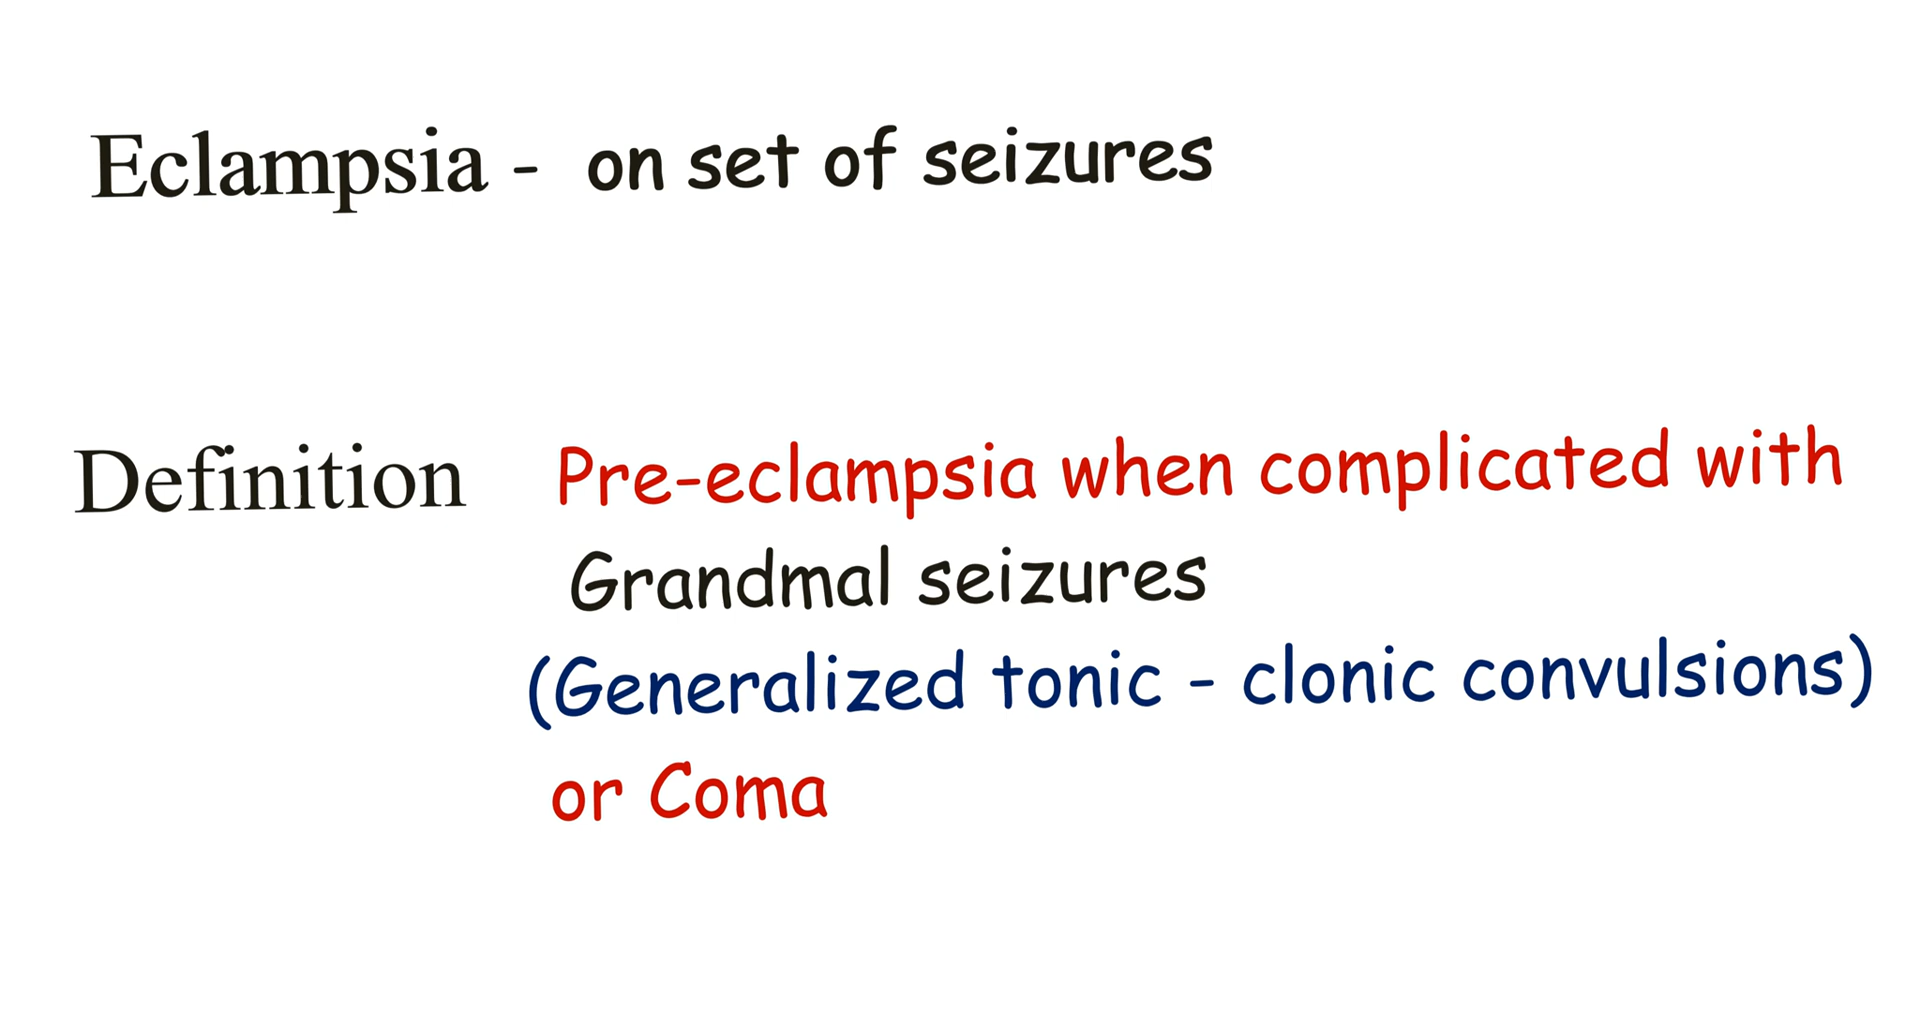 Eclampsia - on set of seizures
Definition Pre-eclampsia when complicated with
Grandmal seizures
(Generalized tonic - clonic convulsions)
or Coma